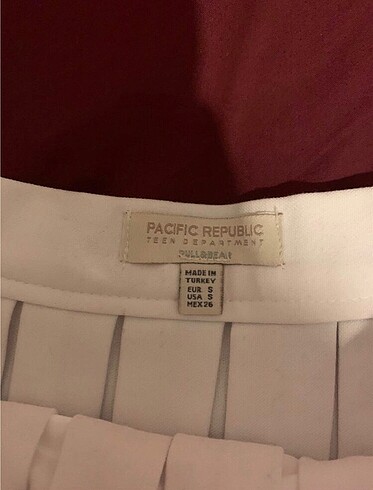 PACIFIC REPUBLIC
TEEN DEPARTMENT
PULL&BEAR
MADE IN
TURKEY
EUR S
USA S
MEX 26